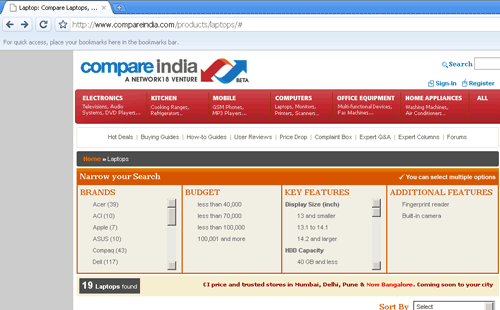 Laptop: Compare Laptops, ...
http://www.compareindia.com/products/laptops/#
For quick access, place your bookmarks here in the bookmarks bar.
compare india
A NETWORK18 VENTURE
BETA
Search
Sign-In Register
ELECTRONICS KITCHEN MOBILE COMPUTERS OFFICE EQUIPMENT HOME APPLIANCES ALL
Televisions, Audio Cooking Ranges, GSM Phones, Laptops, Monitors, Multi-functional Devices, Washing Machines,
Systems, DVD Players... Refrigerators... MP3 Players... Printers, Scanners... Fax Machines... Air Conditioners...
Hot Deals | Buying Guides | How-to Guides | User Reviews | Price Drop | Complaint Box | Expert Q&A | Expert Columns | Forums
Home » Laptops
Narrow your Search You can select multiple options
BRANDS BUDGET KEY FEATURES ADDITIONAL FEATURES
Acer (39) less than 40,000 Display Size (inch) Fingerprint reader
ACI (10) less than 70,000 13 and smaller Built-in camera
Apple (7) less than 100,000 13.1 to 14.1
ASUS (10) 100,001 and more 14.2 and larger
Compaq (43) HDD Capacity
Dell (117) 40 GB and less
19 Laptops found CI price and trusted stores in Mumbai, Delhi, Pune & Now Bangalore. Coming soon to your city
Sort By Select